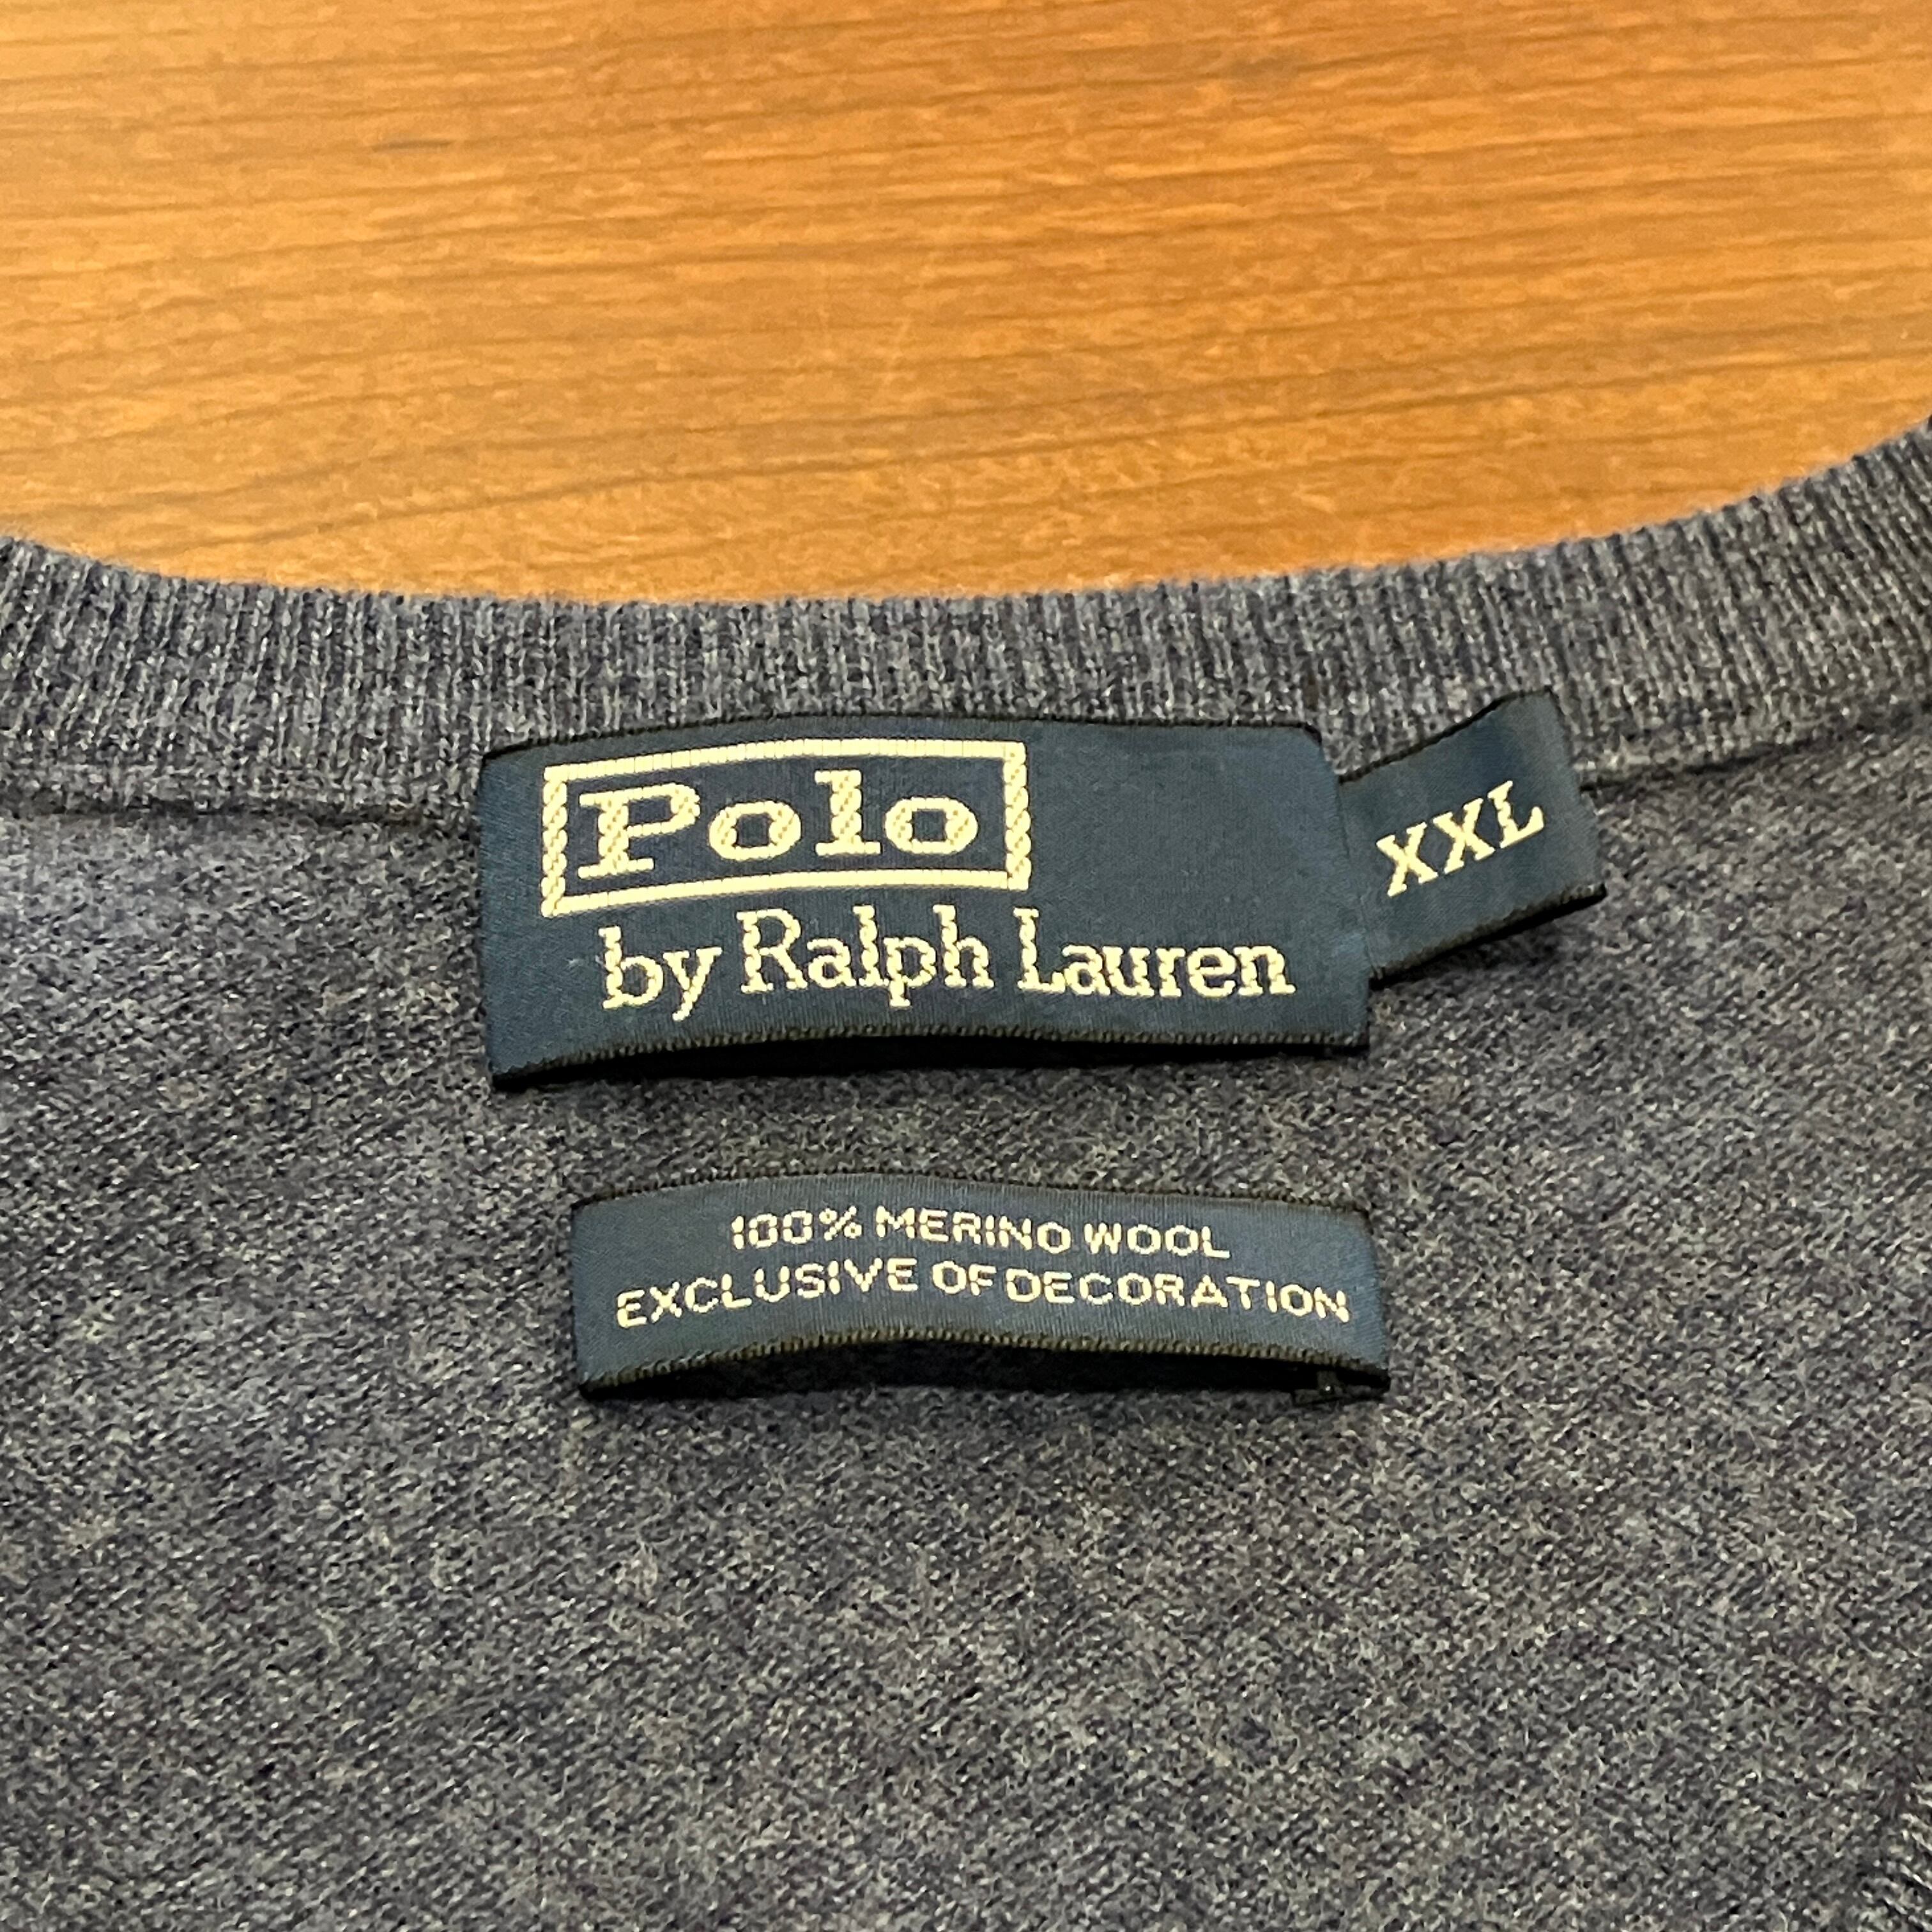 Polo
by Ralph Lauren
XXL
100% MERINO WOOL
EXCLUSIVE OF DECORATION